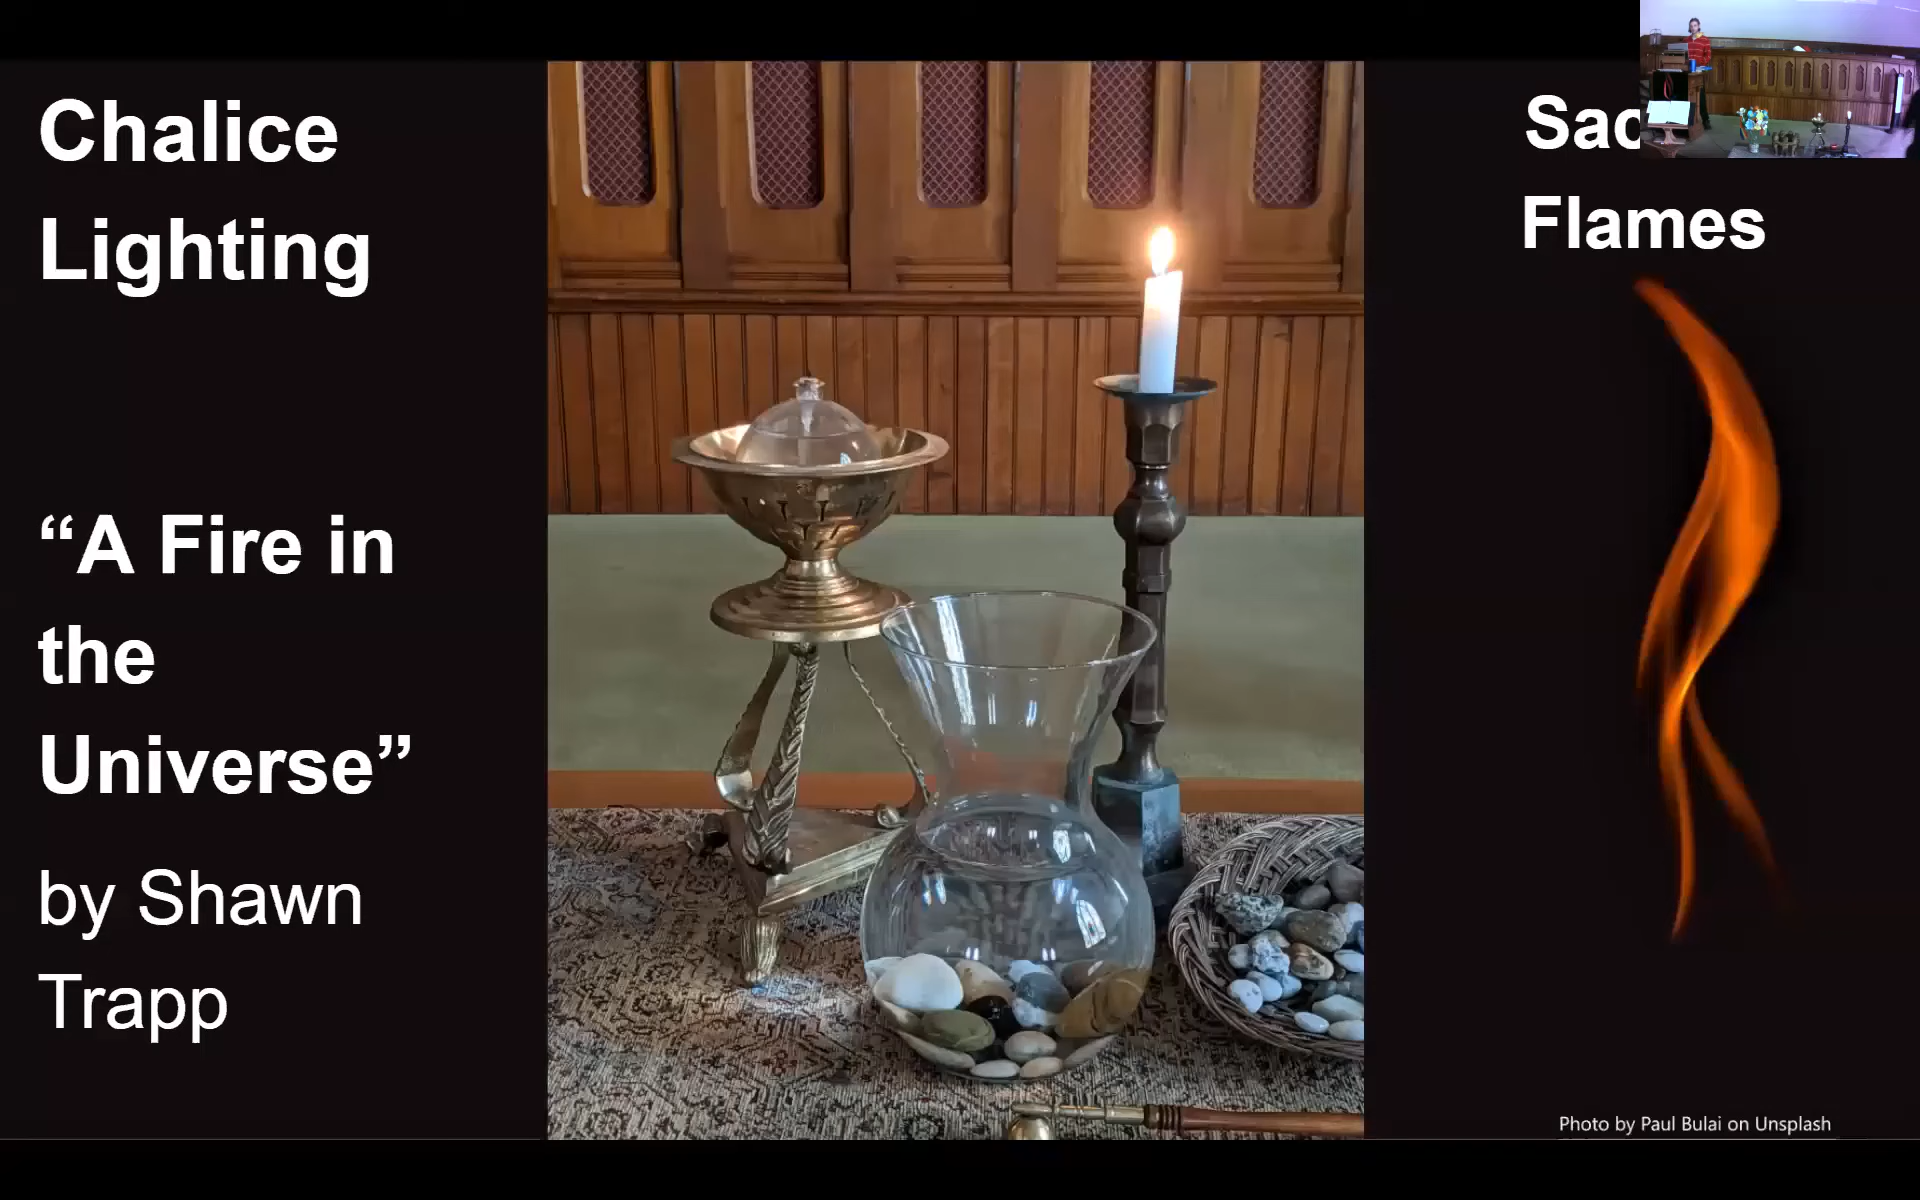 Chalice
Lighting
“A Fire in
the
Universe”
by Shawn
Trapp
Flames
Photo by Paul Bulai on Unsplash